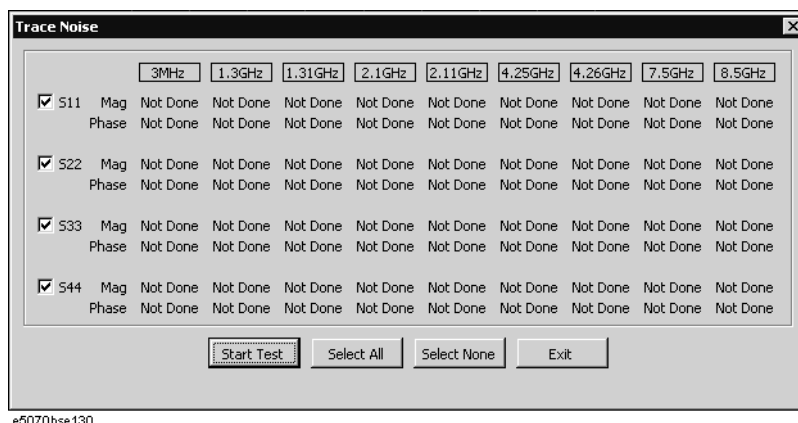 Trace Noise
3MHz 1.3GHz 1.31GHz 2.1GHz 2.11GHz 4.25GHz 4.26GHz 7.5GHz 8.5GHz
S11 Mag Not Done Not Done Not Done Not Done Not Done Not Done Not Done Not Done Not Done
Phase Not Done Not Done Not Done Not Done Not Done Not Done Not Done Not Done Not Done
S22 Mag Not Done Not Done Not Done Not Done Not Done Not Done Not Done Not Done Not Done
Phase Not Done Not Done Not Done Not Done Not Done Not Done Not Done Not Done Not Done
S33 Mag Not Done Not Done Not Done Not Done Not Done Not Done Not Done Not Done Not Done
Phase Not Done Not Done Not Done Not Done Not Done Not Done Not Done Not Done Not Done
S44 Mag Not Done Not Done Not Done Not Done Not Done Not Done Not Done Not Done Not Done
Phase Not Done Not Done Not Done Not Done Not Done Not Done Not Done Not Done Not Done
Start Test Select All Select None Exit
e5070bse130